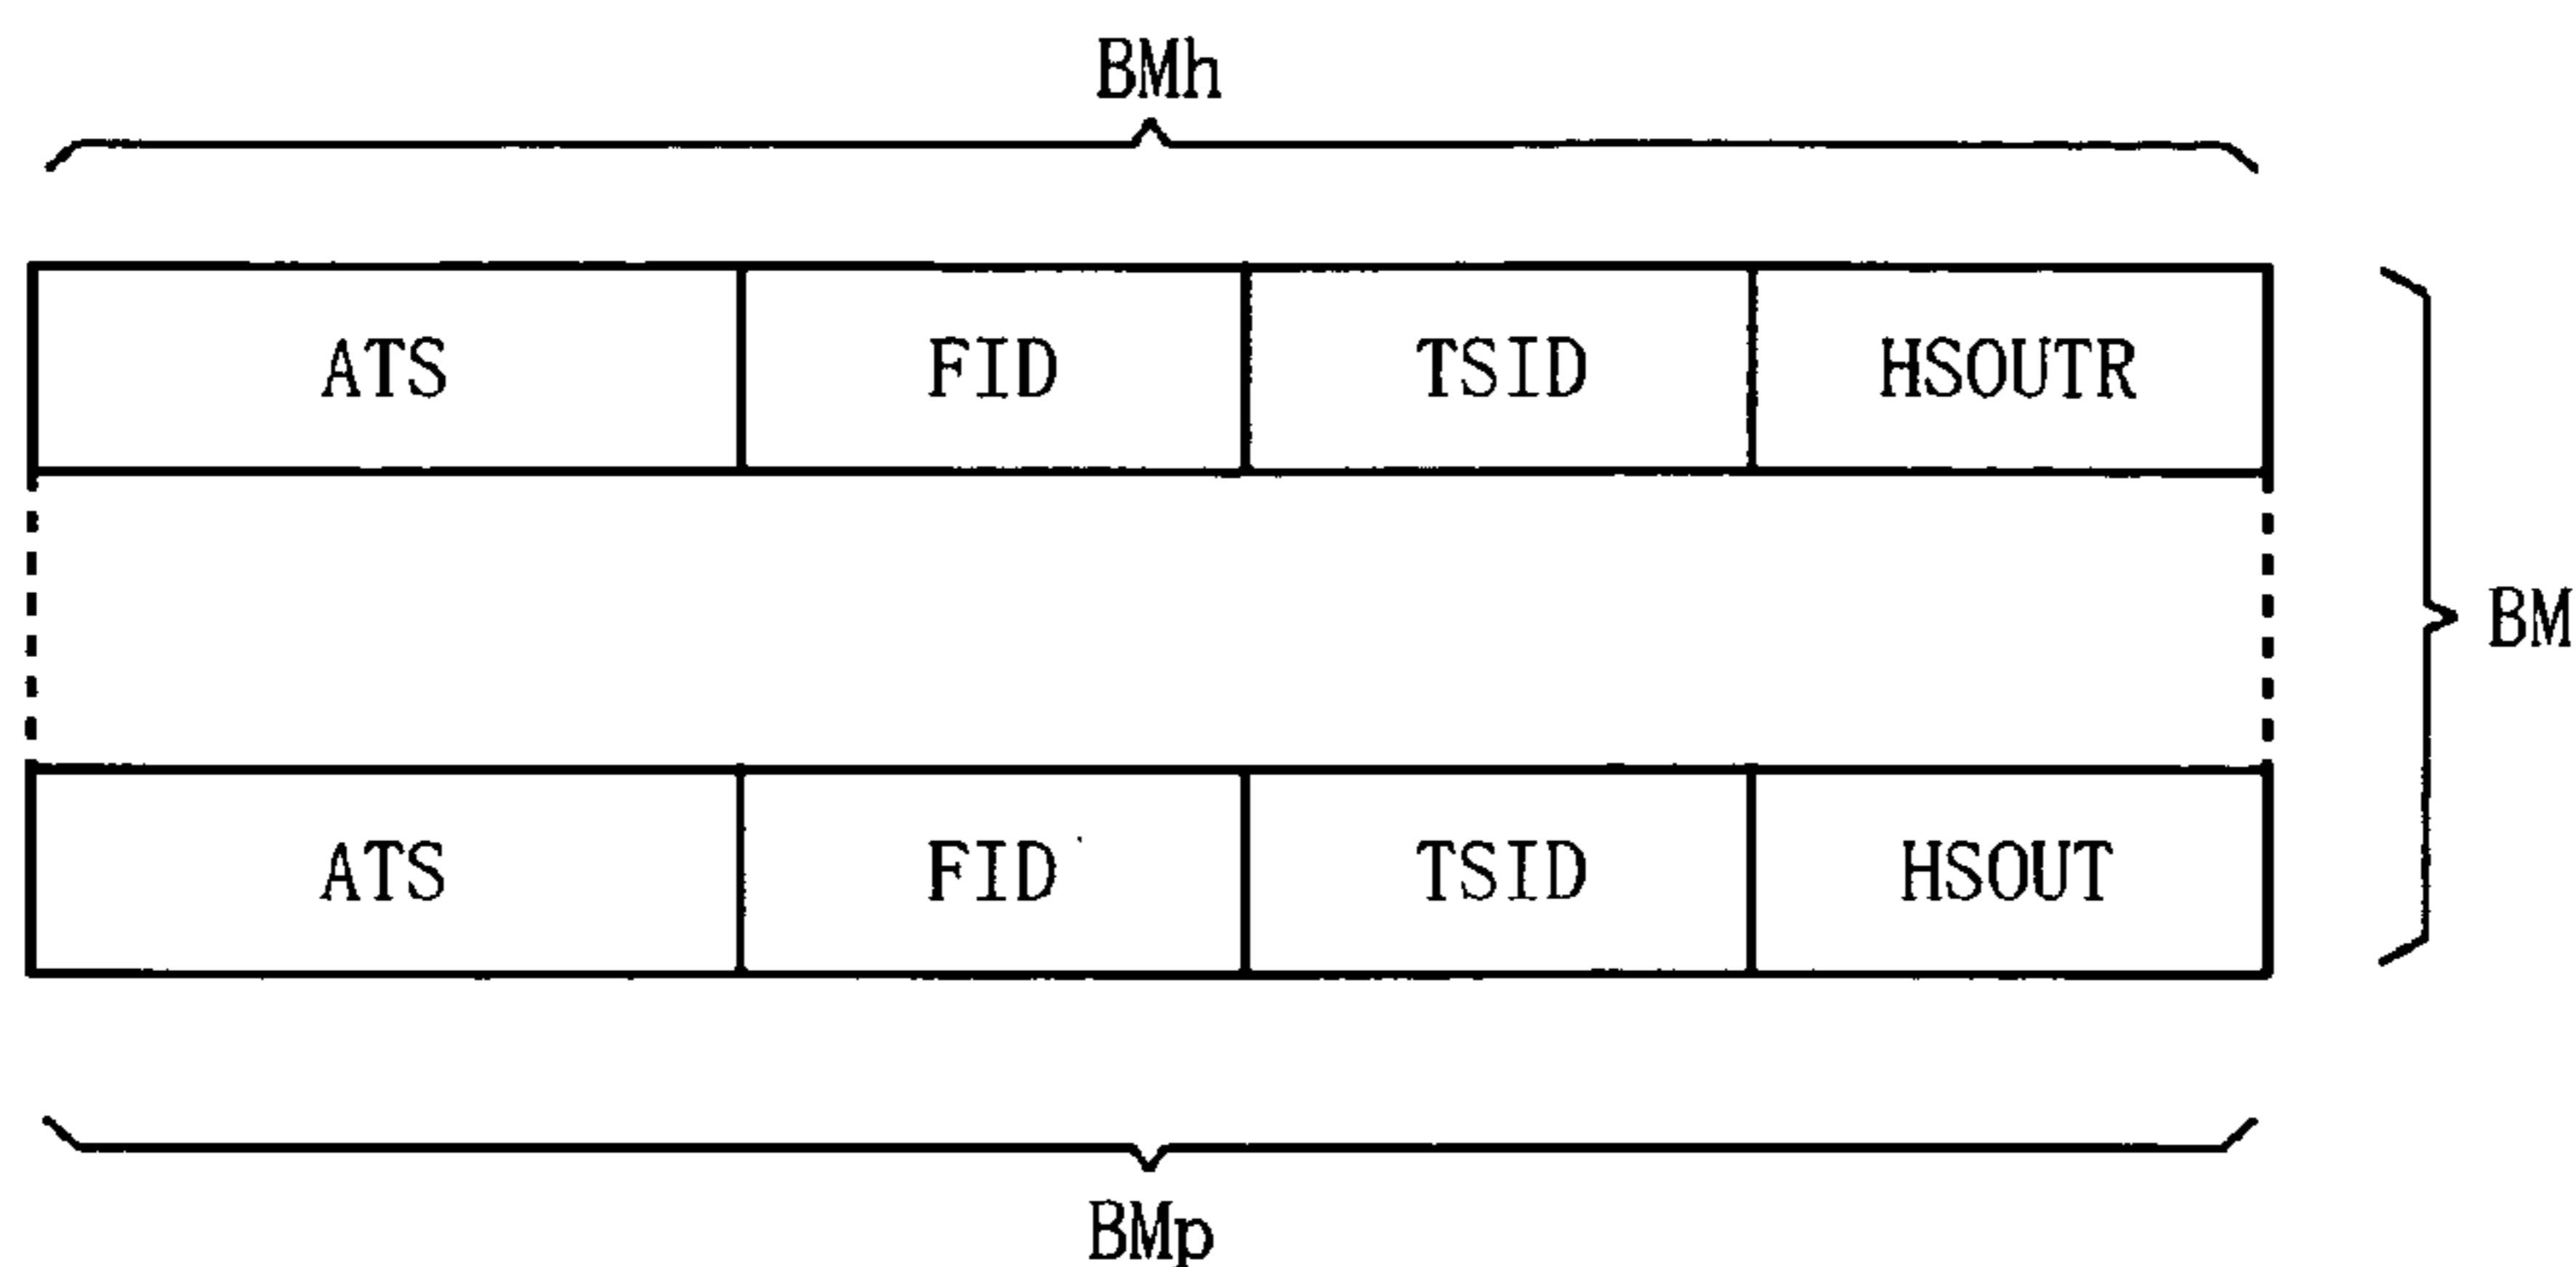 BMh
ATS FID TSID HSOUTR
BM
ATS FID TSID HSOUT
BMp